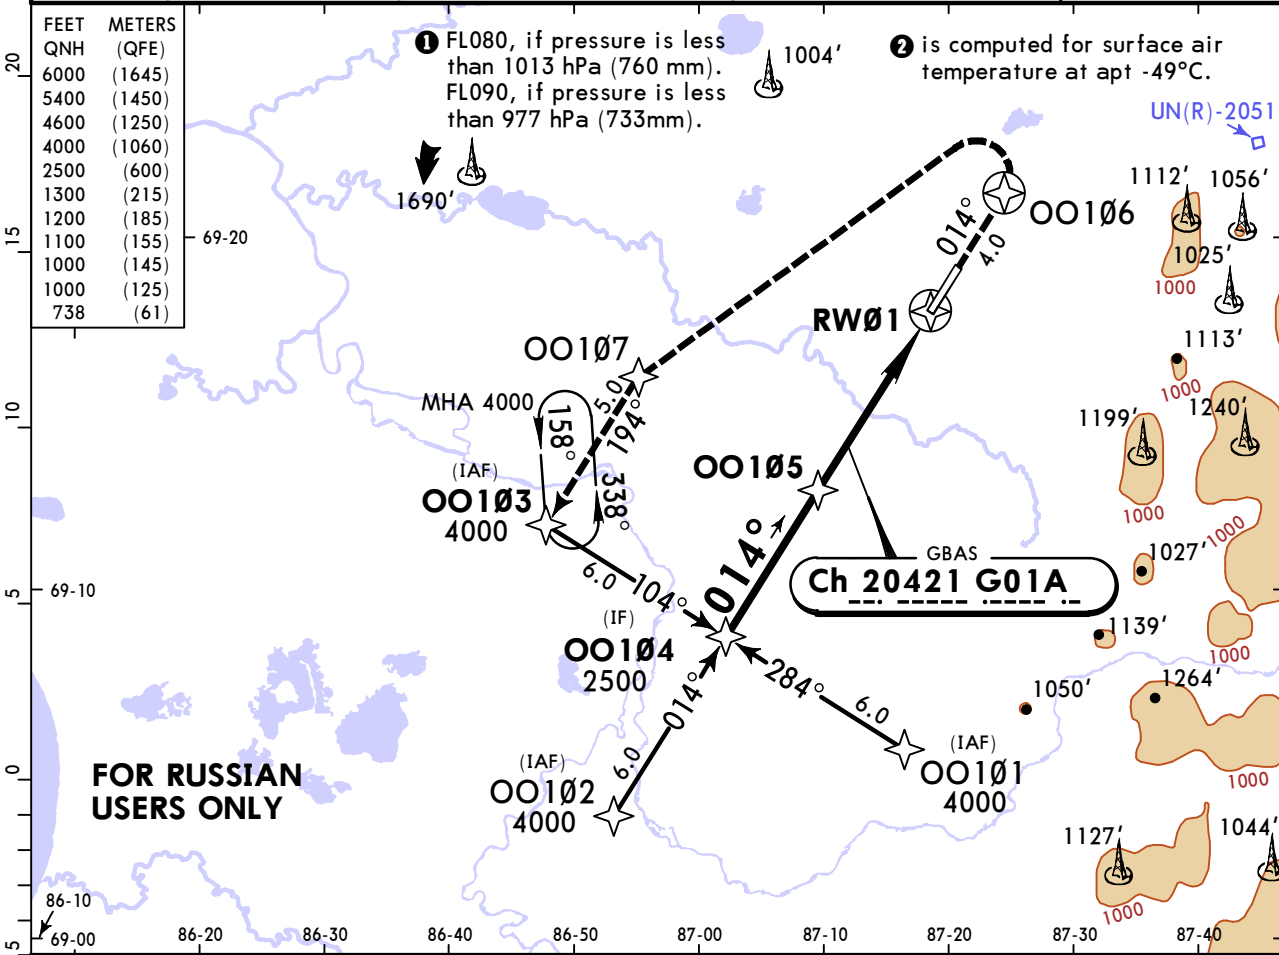 FEET METERS
QNH (QFE)
6000 (1645)
5400 (1450)
4600 (1250)
4000 (1060)
2500 (600)
1300 (215)
1200 (185)
1100 (155)
1000 (145)
1000 (125)
738 (61)
1 FL080, if pressure is less
than 1013 hPa (760 mm).
FL090, if pressure is less
than 977 hPa (733mm).
1004'
2 is computed for surface air
temperature at apt -49°C.
UN(R)-2051
20
1690'
1112'
1056'
OO1Ø6
014°
4.0
15
69-20
1025'
1000
RWØ1
1113'
1000
OO1Ø7
5.0
194°
MHA 4000
158°
338°
10
1199'
1240'
(IAF)
OO1Ø3
4000
OO1Ø5
1000
1000
014°
GBAS
Ch 20421 G01A
1027'
6.0
104°
5
69-10
(IF)
OO1Ø4
2500
1139'
1000
284°
6.0
014°
6.0
1050'
1264'
(IAF)
OO1Ø1
4000
0
FOR RUSSIAN
USERS ONLY
(IAF)
OO1Ø2
4000
1000
1127'
1044'
1000
86-10
5
69-00
86-20
86-30
86-40
86-50
87-00
87-10
87-20
87-30
87-40